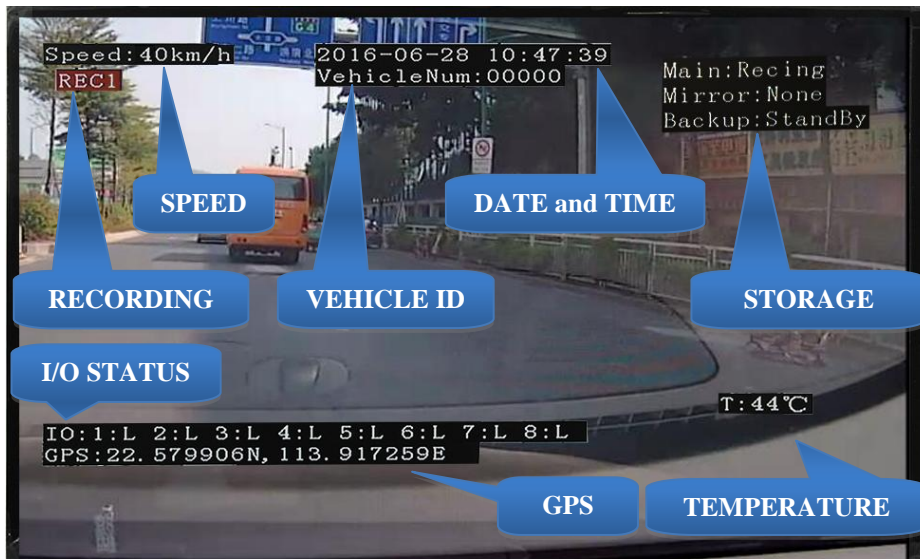 G4
Speed:40km/h
2016-06-28 10:47:39
REC1
VehicleNum:00000
Main:Recing
Mirror:None
Backup:StandBy
SPEED
DATE and TIME
RECORDING
VEHICLE ID
STORAGE
I/O STATUS
T:44℃
IO:1:L 2:L 3:L 4:L 5:L 6:L 7:L 8:L
GPS:22.579906N,113.917259E
GPS
TEMPERATURE